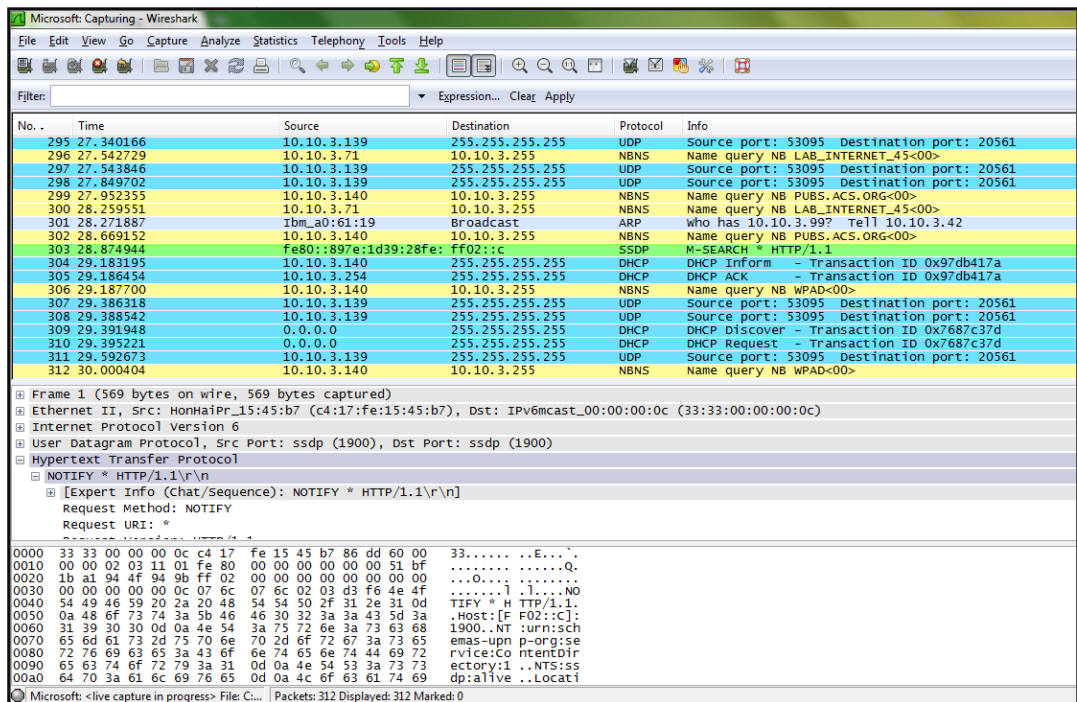 Microsoft: Capturing - Wireshark
File Edit View Go Capture Analyze Statistics Telephony Tools Help
Filter: Expression... Clear Apply
No. . Time Source Destination Protocol Info
295 27.340166 10.10.3.139 255.255.255.255 UDP Source port: 53095 Destination port: 20561
296 27.542729 10.10.3.71 10.10.3.255 NBNS Name query NB LAB_INTERNET_45<00>
297 27.543846 10.10.3.139 255.255.255.255 UDP Source port: 53095 Destination port: 20561
298 27.849702 10.10.3.139 255.255.255.255 UDP Source port: 53095 Destination port: 20561
299 27.952355 10.10.3.140 10.10.3.255 NBNS Name query NB PUBS.ACS.ORG<00>
300 28.259551 10.10.3.71 10.10.3.255 NBNS Name query NB LAB_INTERNET_45<00>
301 28.271887 Ibm_a0:61:19 Broadcast ARP Who has 10.10.3.99? Tell 10.10.3.42
302 28.669152 10.10.3.140 10.10.3.255 NBNS Name query NB PUBS.ACS.ORG<00>
303 28.874944 fe80::897e:1d39:28fe: ff02::c SSDP M-SEARCH * HTTP/1.1
304 29.183195 10.10.3.140 255.255.255.255 DHCP DHCP Inform - Transaction ID 0x97db417a
305 29.186454 10.10.3.254 255.255.255.255 DHCP DHCP ACK - Transaction ID 0x97db417a
306 29.187700 10.10.3.140 10.10.3.255 NBNS Name query NB WPAD<00>
307 29.386318 10.10.3.139 255.255.255.255 UDP Source port: 53095 Destination port: 20561
308 29.388542 10.10.3.139 255.255.255.255 UDP Source port: 53095 Destination port: 20561
309 29.391948 0.0.0.0 255.255.255.255 DHCP DHCP Discover - Transaction ID 0x7687c37d
310 29.395221 0.0.0.0 255.255.255.255 DHCP DHCP Request - Transaction ID 0x7687c37d
311 29.592673 10.10.3.139 255.255.255.255 UDP Source port: 53095 Destination port: 20561
312 30.000404 10.10.3.140 10.10.3.255 NBNS Name query NB WPAD<00>
Frame 1 (569 bytes on wire, 569 bytes captured)
Ethernet II, Src: HonHaiPr_15:45:b7 (c4:17:fe:15:45:b7), Dst: IPv6mcast_00:00:00:0c (33:33:00:00:00:0c)
Internet Protocol Version 6
User Datagram Protocol, Src Port: ssdp (1900), Dst Port: ssdp (1900)
Hypertext Transfer Protocol
NOTIFY * HTTP/1.1\r\n
[Expert Info (Chat/Sequence): NOTIFY * HTTP/1.1\r\n]
Request Method: NOTIFY
Request URI: *
0000 33 33 00 00 00 0c c4 17 fe 15 45 b7 86 dd 60 00 33...... ..E...`.
0010 00 00 02 03 11 01 fe 80 00 00 00 00 00 00 51 bf ........ ......Q.
0020 1b a1 94 4f 94 9b ff 02 00 00 00 00 00 00 00 00 ...O.... ........
0030 00 00 00 00 00 0c 07 6c 07 6c 02 03 d3 f6 4e 4f .......l .l....NO
0040 54 49 46 59 20 2a 20 48 54 54 50 2f 31 2e 31 0d TIFY * H TTP/1.1.
0050 0a 48 6f 73 74 3a 5b 46 46 30 32 3a 3a 43 5d 3a .Host:[F F02::C]:
0060 31 39 30 30 0d 0a 4e 54 3a 75 72 6e 3a 73 63 68 1900..NT :urn:sch
0070 65 6d 61 73 2d 75 70 6e 70 2d 6f 72 67 3a 73 65 emas-upn p-org:se
0080 72 76 69 63 65 3a 43 6f 6e 74 65 6e 74 44 69 72 rvice:Co ntentDir
0090 65 63 74 6f 72 79 3a 31 0d 0a 4e 54 53 3a 73 73 ectory:1 ..NTS:ss
00a0 64 70 3a 61 6c 69 76 65 0d 0a 4c 6f 63 61 74 69 dp:alive ..Locati
Microsoft: <live capture in progress> File: C:... Packets: 312 Displayed: 312 Marked: 0